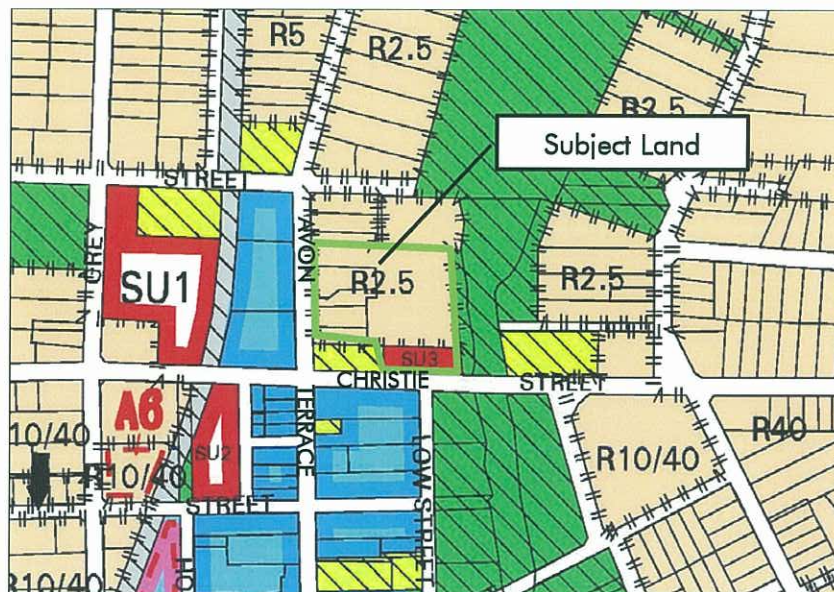 R5
R2.5
R2.5
Subject Land
STREET
GREY
AVON
SU1
R2.5
R2.5
SU3
CHRISTIE
STREET
A6
TERRACE
LOW STREET
R40
R10/40
SU2
R10/40
R10/40
STREET
R10/40